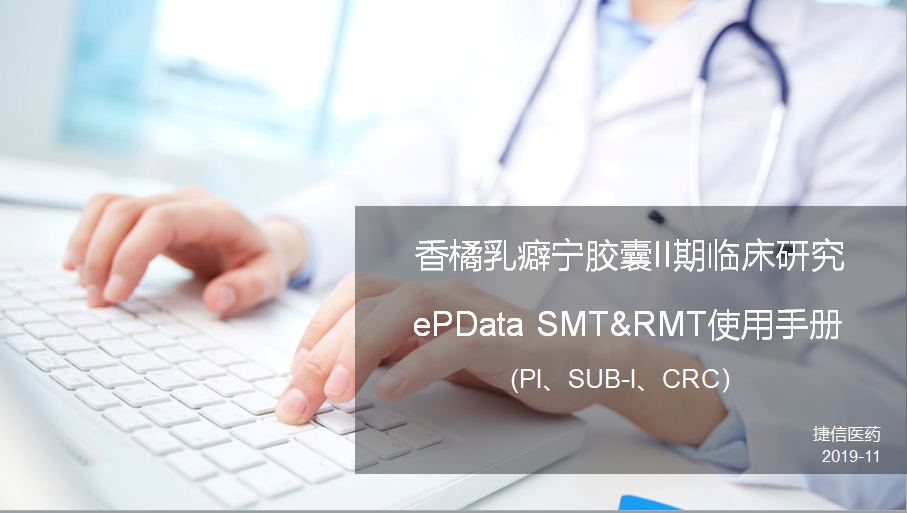 香橘乳癖宁胶囊II期临床研究
ePData SMT&RMT使用手册
(PI、SUB-I、CRC)
捷信医药
2019-11